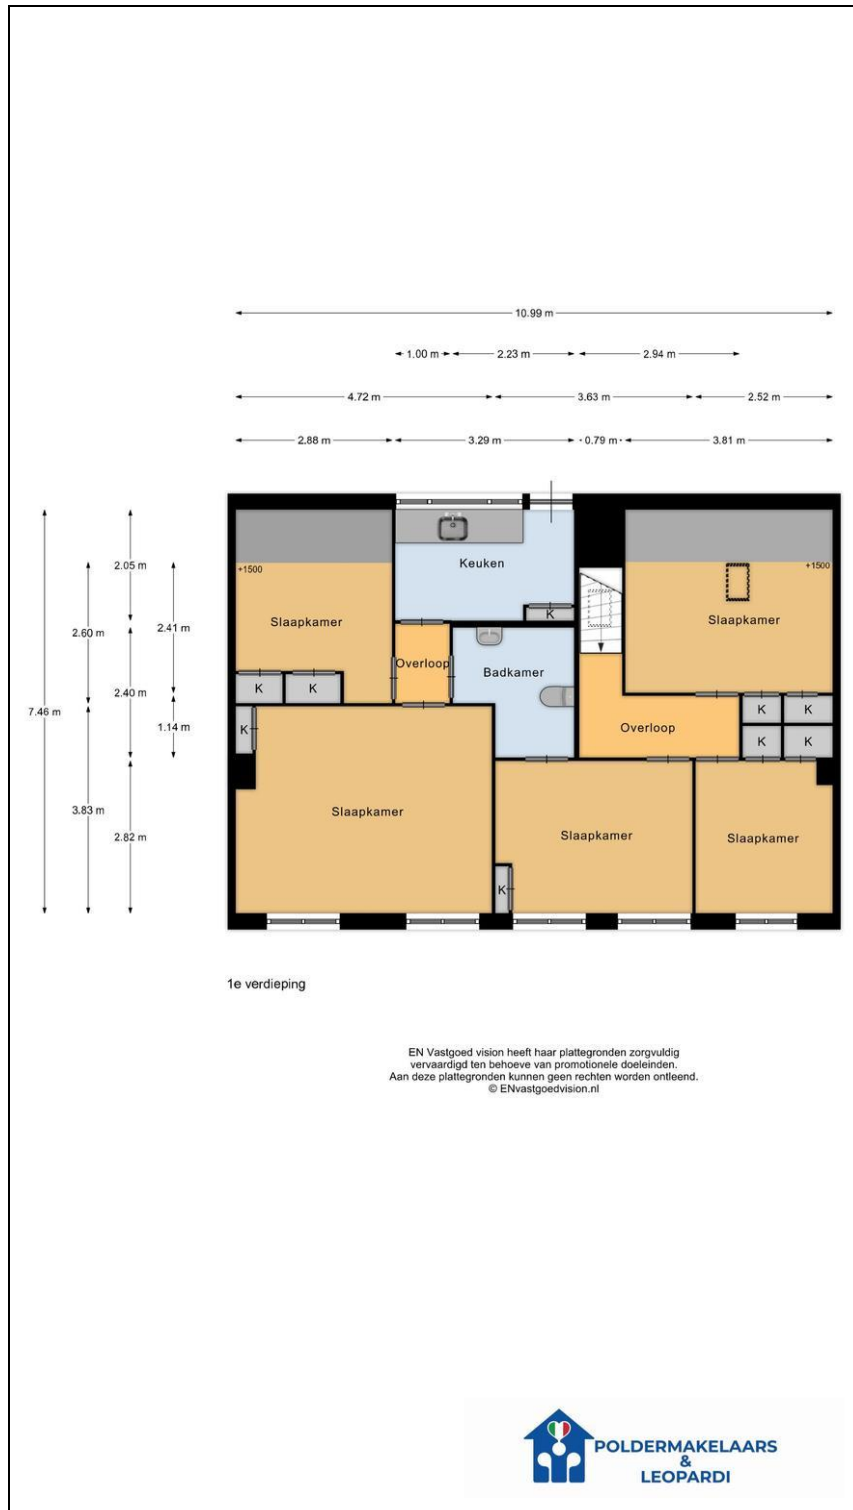 10.99 m
1.00 m 2.23 m 2.94 m
4.72 m 3.63 m 2.52 m
2.88 m 3.29 m 0.79 m 3.81 m
7.46 m
2.60 m
3.83 m
2.05 m
2.40 m
2.82 m
2.41 m
1.14 m
+1500
Keuken
+1500
Slaapkamer
K
Slaapkamer
Overloop
Badkamer
K K
K
Overloop
K K
K K
Slaapkamer
Slaapkamer
Slaapkamer
K
1e verdieping
EN Vastgoed vision heeft haar plattegronden zorgvuldig
vervaardigd ten behoeve van promotionele doeleinden.
Aan deze plattegronden kunnen geen rechten worden ontleend.
© ENvastgoedvision.nl
POLDERMAKELAARS
&
LEOPARDI